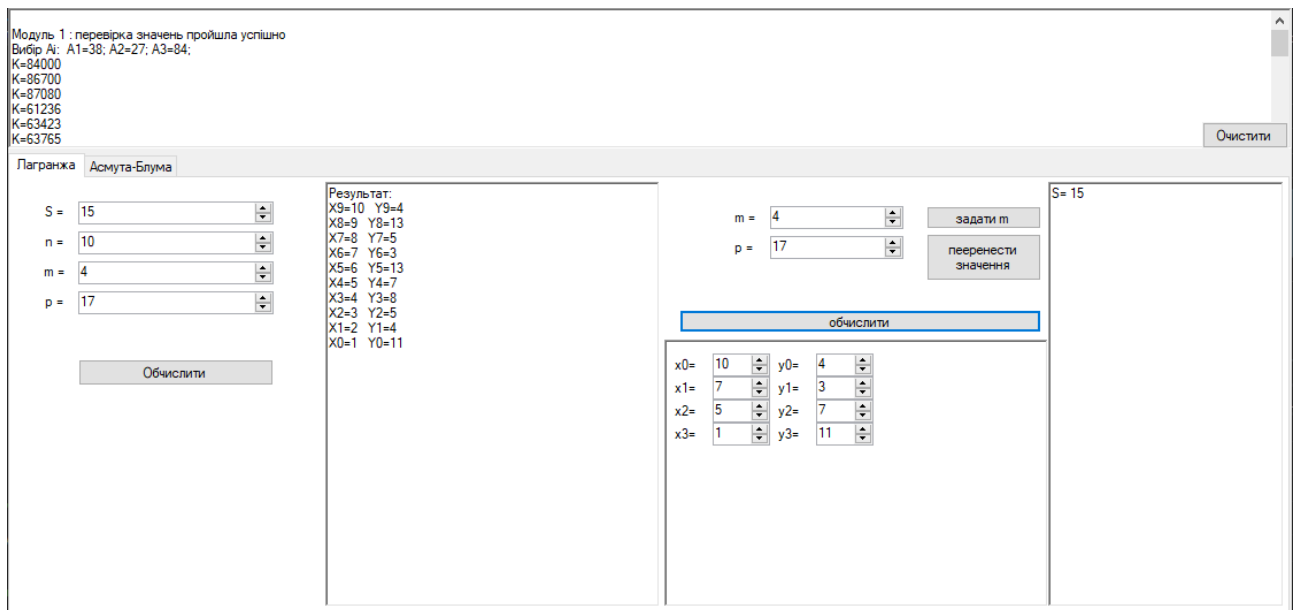 Модуль 1 : перевірка значень пройшла успішно
Вибір Ai: A1=38; A2=27; A3=84;
K=84000
K=86700
K=87080
K=61236
K=63423
K=63765
Очистити
Лагранжа Асмута-Блума
S = 15
n = 10
m = 4
p = 17
Обчислити
Результат:
X9=10 Y9=4
X8=9 Y8=13
X7=8 Y7=5
X6=7 Y6=3
X5=6 Y5=13
X4=5 Y4=7
X3=4 Y3=8
X2=3 Y2=5
X1=2 Y1=4
X0=1 Y0=11
m = 4 задати m
p = 17 пееренести
значення
обчислити
x0= 10 y0= 4
x1= 7 y1= 3
x2= 5 y2= 7
x3= 1 y3= 11
S= 15